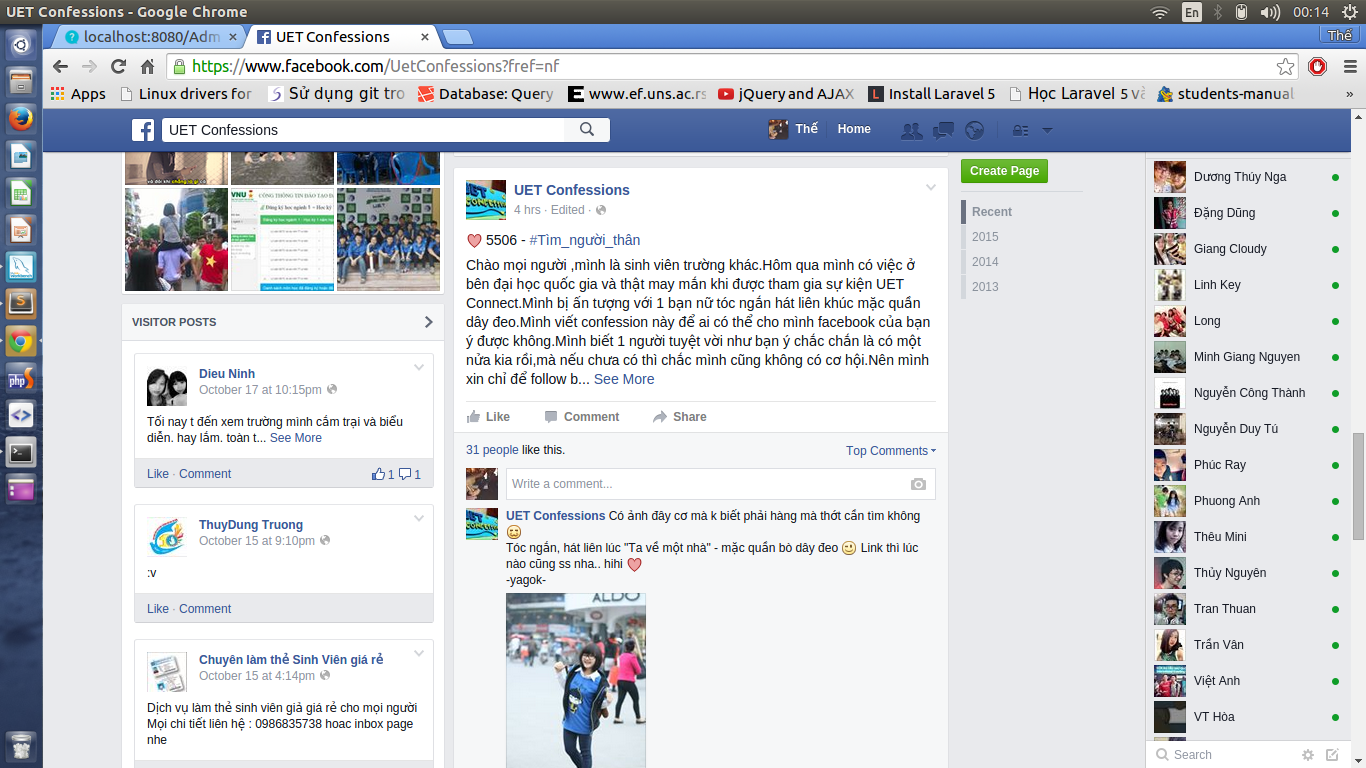 UET Confessions - Google Chrome
En
00:14
localhost:8080/Adm
UET Confessions
Thế
https://www.facebook.com/UetConfessions?fref=nf
Apps
Linux drivers for
Sử dụng git tro
Database: Query
www.ef.uns.ac.rs
jQuery and AJAX
Install Laravel 5
Học Laravel 5 và
students-manual
»
UET Confessions
Thế
Home
VNU
CỔNG THÔNG TIN ĐÀO TẠO ĐẠ
VISITOR POSTS
Dieu Ninh
October 17 at 10:15pm
Tối nay t đến xem trường mình cắm trại và biểu
diễn. hay lắm. toàn t... See More
Like · Comment
1
1
ThuyDung Truong
October 15 at 9:10pm
:v
Like · Comment
Chuyên làm thẻ Sinh Viên giá rẻ
October 15 at 4:14pm
Dịch vụ làm thẻ sinh viên giả giá rẻ cho mọi người
Mọi chi tiết liên hệ : 0986835738 hoac inbox page
nhe
UET Confessions
4 hrs · Edited ·
5506 - #Tìm_người_thân
Chào mọi người ,mình là sinh viên trường khác.Hôm qua mình có việc ở
bên đại học quốc gia và thật may mắn khi được tham gia sự kiện UET
Connect.Mình bị ấn tượng với 1 bạn nữ tóc ngắn hát liên khúc mặc quần
dây đeo.Mình viết confession này để ai có thể cho mình facebook của bạn
ý được không.Mình biết 1 người tuyệt vời như bạn ý chắc chắn là có một
nửa kia rồi,mà nếu chưa có thì chắc mình cũng không có cơ hội.Nên mình
xin chỉ để follow b... See More
Like
Comment
Share
31 people like this.
Top Comments
Write a comment...
UET Confessions Có ảnh đây cơ mà k biết phải hàng mà thớt cần tìm không
Tóc ngắn, hát liên lúc "Ta về một nhà" - mặc quần bò dây đeo Link thì lúc
nào cũng ss nha.. hihi
-yagok-
ALDO
Create Page
Recent
2015
2014
2013
Dương Thúy Nga
Đặng Dũng
Giang Cloudy
Linh Key
Long
Minh Giang Nguyen
Nguyễn Công Thành
Nguyễn Duy Tú
Phúc Ray
Phuong Anh
Thêu Mini
Thủy Nguyên
Tran Thuan
Trần Vân
Việt Anh
VT Hòa
Search